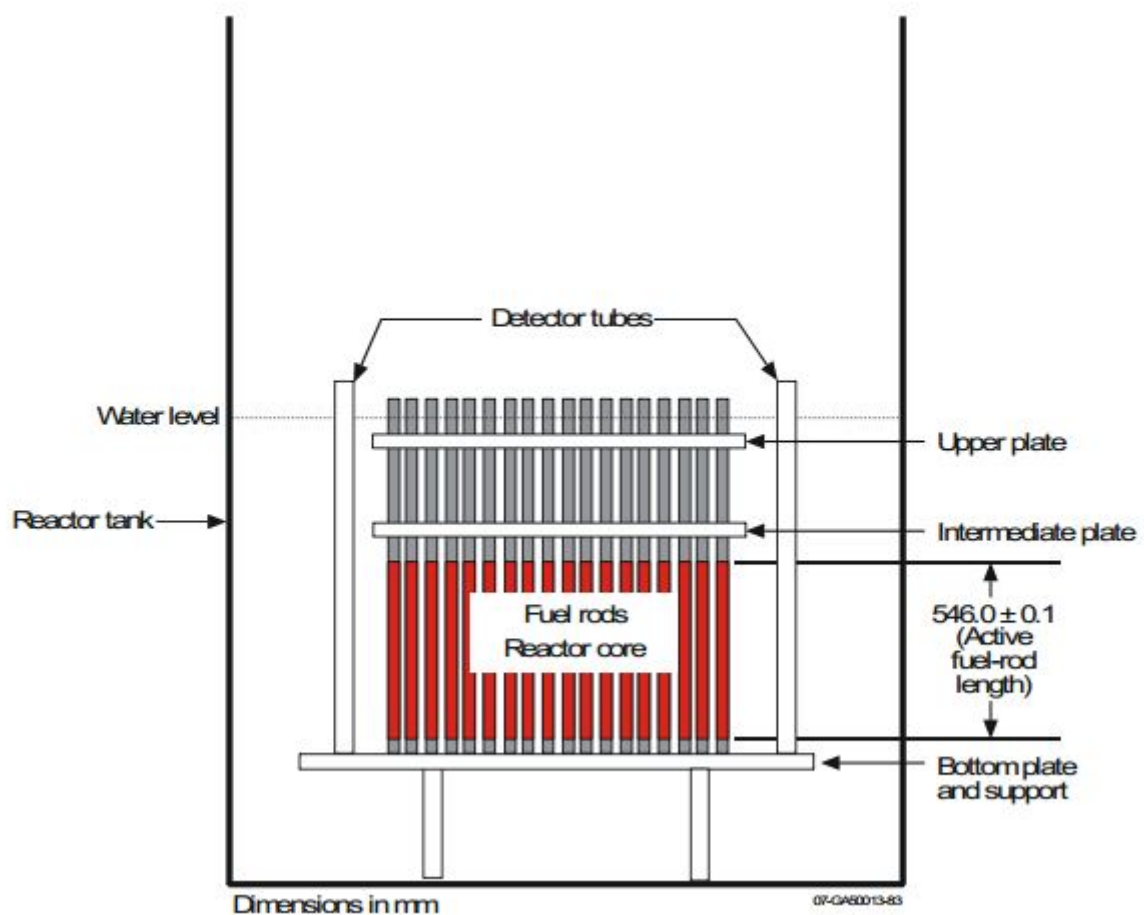 Detector tubes
Water level
Upper plate
Reactor tank
Intermediate plate
Fuel rods
Reactor core
546.0 ± 0.1
(Active
fuel-rod
length)
Bottom plate
and support
Dimensions in mm
07-GA50013-83